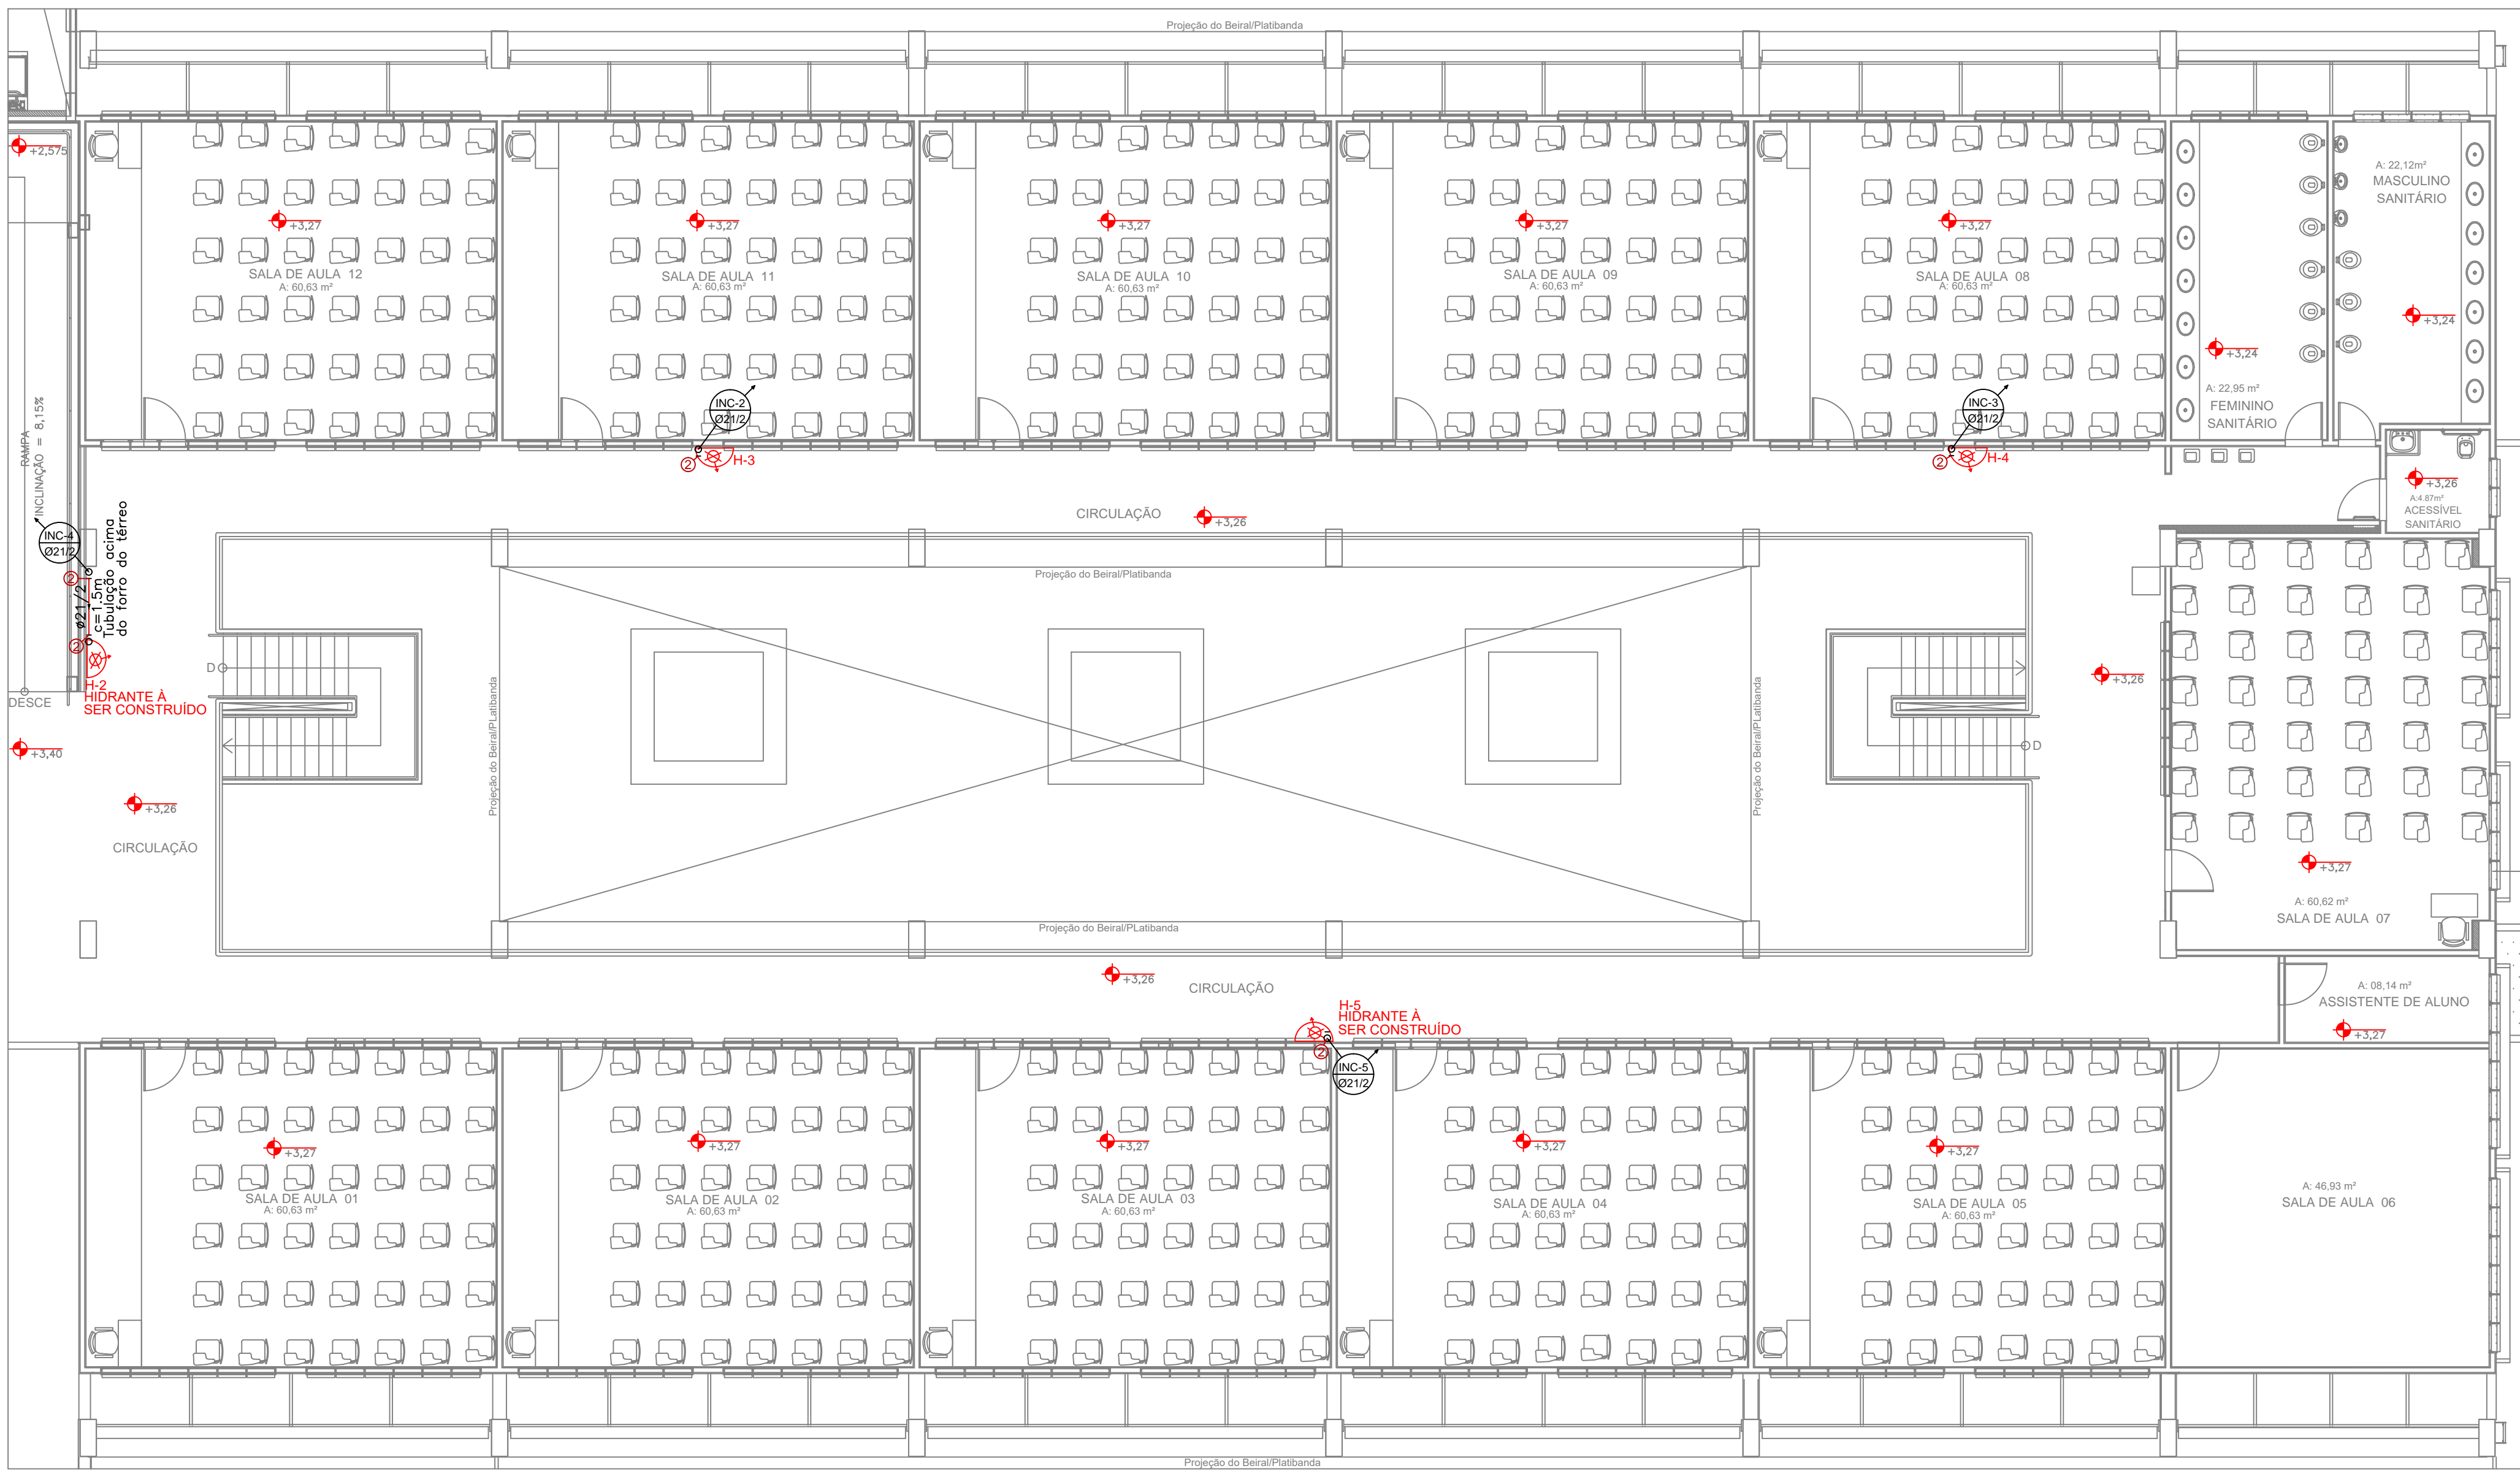 Projeção do Beiral/Platibanda
+2,575
+3,27
SALA DE AULA 12
A: 60,63 m²
+3,27
SALA DE AULA 11
A: 60,63 m²
+3,27
SALA DE AULA 10
A: 60,63 m²
+3,27
SALA DE AULA 09
A: 60,63 m²
+3,27
SALA DE AULA 08
A: 60,63 m²
A: 22,12m²
MASCULINO
SANITÁRIO
+3,24
+3,24
A: 22,95 m²
FEMININO
SANITÁRIO
RAMPA
INCLINAÇÃO = 8,15%
INC-2
Ø21/2
2
H-3
INC-3
Ø21/2
2
H-4
+3,26
A:4.87m²
ACESSÍVEL
SANITÁRIO
CIRCULAÇÃO
+3,26
INC-4
Ø21/2
2
ø21/2
c=1.5m
Tubulação acima
do forro do térreo
2
H-2
HIDRANTE À
SER CONSTRUÍDO
DESCE
+3,40
+3,26
CIRCULAÇÃO
D
Projeção do Beiral/Platibanda
Projeção do Beiral/PLatibanda
Projeção do Beiral/PLatibanda
D
+3,26
+3,27
A: 60,62 m²
SALA DE AULA 07
Projeção do Beiral/PLatibanda
+3,26
CIRCULAÇÃO
A: 08,14 m²
ASSISTENTE DE ALUNO
+3,27
H-5
HIDRANTE À
SER CONSTRUÍDO
2
INC-5
Ø21/2
+3,27
SALA DE AULA 01
A: 60,63 m²
+3,27
SALA DE AULA 02
A: 60,63 m²
+3,27
SALA DE AULA 03
A: 60,63 m²
+3,27
SALA DE AULA 04
A: 60,63 m²
+3,27
SALA DE AULA 05
A: 60,63 m²
A: 46,93 m²
SALA DE AULA 06
Projeção do Beiral/Platibanda